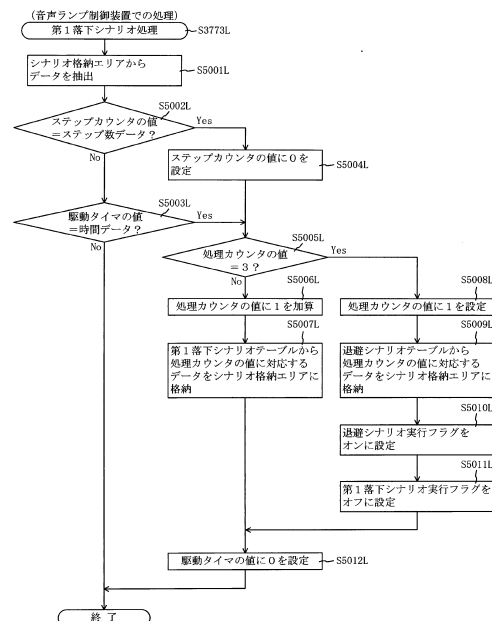 （音声ランプ制御装置での処理）
第１落下シナリオ処理
S3773L
シナリオ格納エリアから
データを抽出
S5001L
S5002L
ステップカウンタの値
＝ステップ数データ？
Yes
No
ステップカウンタの値に０を
設定
S5004L
S5003L
駆動タイマの値
＝時間データ？
Yes
No
S5005L
処理カウンタの値
＝３？
Yes
No
S5006L
処理カウンタの値に１を加算
S5007L
第１落下シナリオテーブルから
処理カウンタの値に対応する
データをシナリオ格納エリアに
格納
S5008L
処理カウンタの値に１を設定
S5009L
退避シナリオテーブルから
処理カウンタの値に対応する
データをシナリオ格納エリアに
格納
S5010L
退避シナリオ実行フラグを
オンに設定
S5011L
第１落下シナリオ実行フラグを
オフに設定
駆動タイマの値に０を設定
S5012L
終了